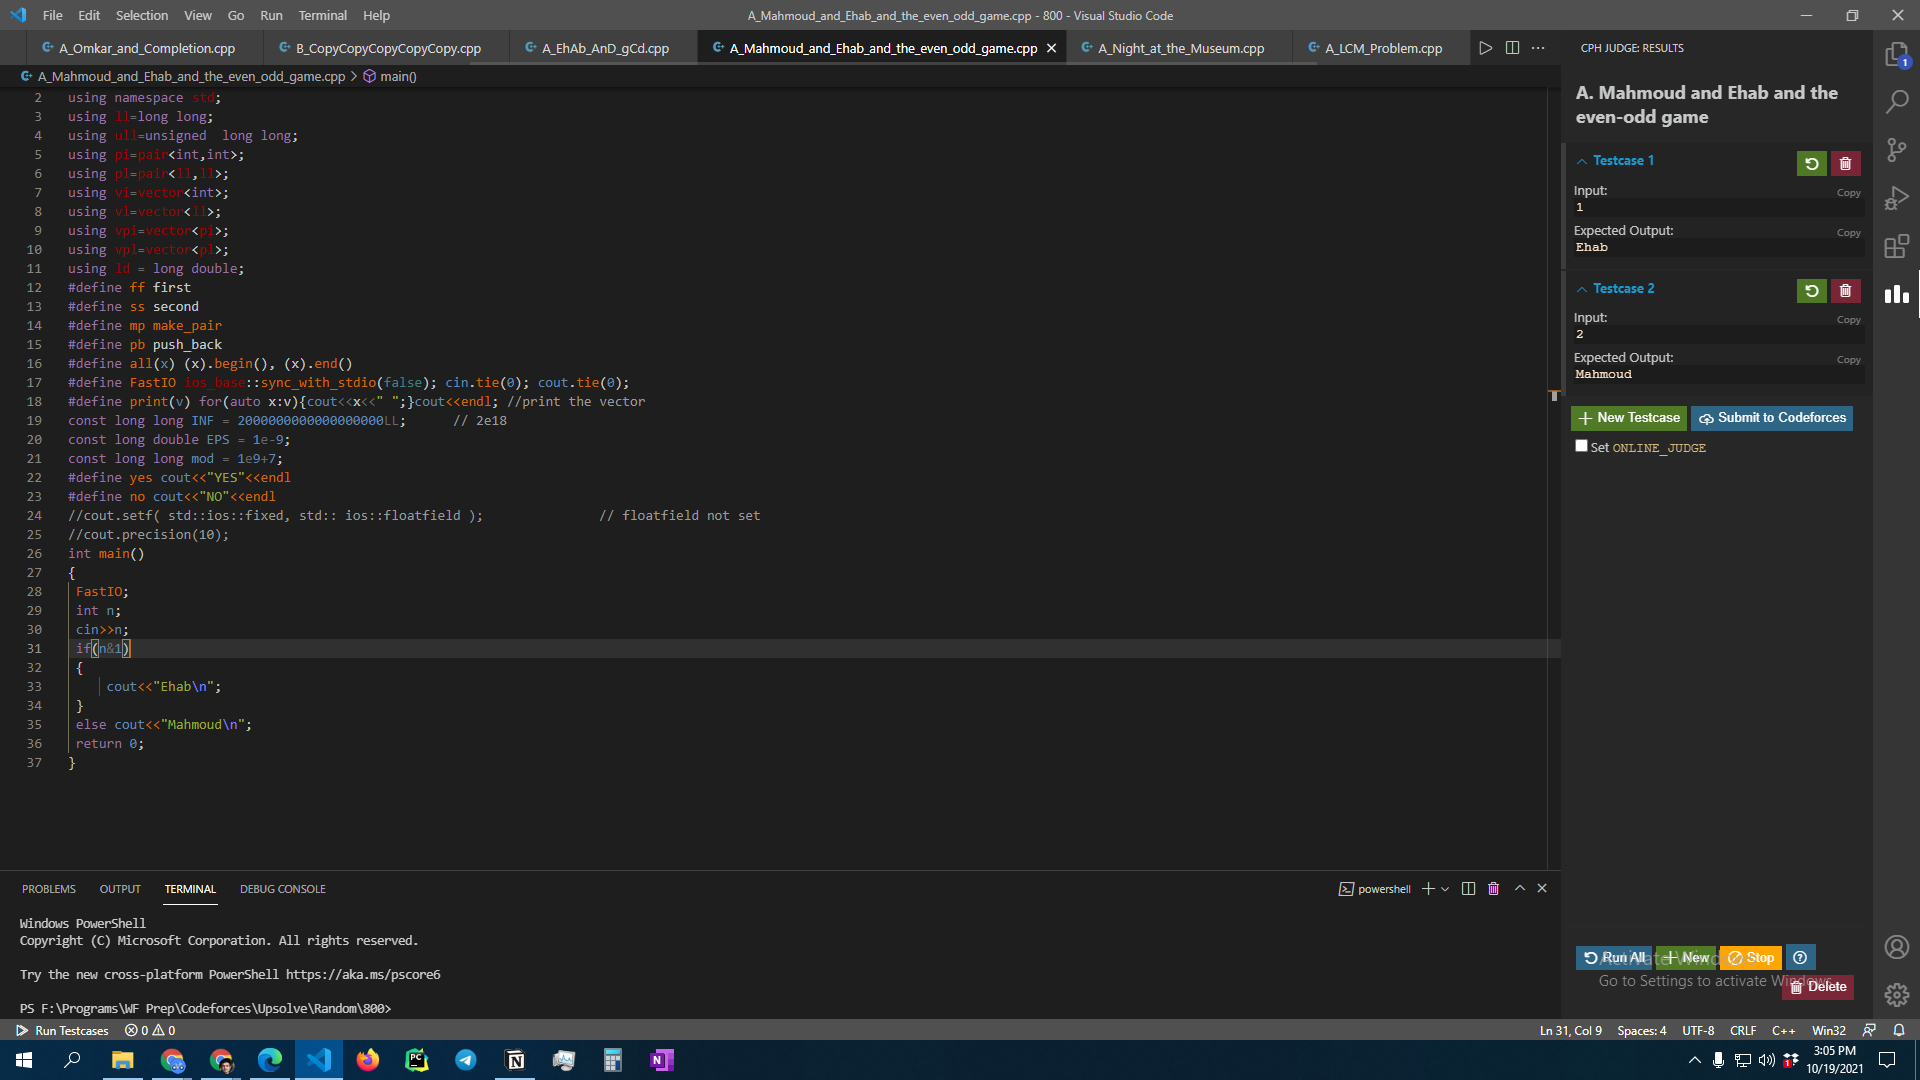 File Edit Selection View Go Run Terminal Help
A_Mahmoud_and_Ehab_and_the_even_odd_game.cpp - 800 - Visual Studio Code
A_Omkar_and_Completion.cpp
B_CopyCopyCopyCopyCopy.cpp
A_EhAb_AnD_gCd.cpp
A_Mahmoud_and_Ehab_and_the_even_odd_game.cpp
A_Night_at_the_Museum.cpp
A_LCM_Problem.cpp
A_Mahmoud_and_Ehab_and_the_even_odd_game.cpp > main()
2 using namespace std;
3 using ll=long long;
4 using ull=unsigned  long long;
5 using pi=pair<int,int>;
6 using pl=pair<ll,ll>;
7 using vi=vector<int>;
8 using vl=vector<ll>;
9 using vpi=vector<pi>;
10 using vpl=vector<pl>;
11 using ld = long double;
12 #define ff first
13 #define ss second
14 #define mp make_pair
15 #define pb push_back
16 #define all(x) (x).begin(), (x).end()
17 #define FastIO ios_base::sync_with_stdio(false); cin.tie(0); cout.tie(0);
18 #define print(v) for(auto x:v){cout<<x<<" ";}cout<<endl; //print the vector
19 const long long INF = 2000000000000000000LL;      // 2e18
20 const long double EPS = 1e-9;
21 const long long mod = 1e9+7;
22 #define yes cout<<"YES"<<endl
23 #define no cout<<"NO"<<endl
24 //cout.setf( std::ios::fixed, std:: ios::floatfield );               // floatfield not set
25 //cout.precision(10);
26 int main()
27 {
28 FastIO;
29 int n;
30 cin>>n;
31 if(n&1)
32 {
33 cout<<"Ehab\n";
34 }
35 else cout<<"Mahmoud\n";
36 return 0;
37 }
CPH JUDGE: RESULTS
A. Mahmoud and Ehab and the
even-odd game
Testcase 1
Input: Copy
1
Expected Output: Copy
Ehab
Testcase 2
Input: Copy
2
Expected Output: Copy
Mahmoud
New Testcase
Submit to Codeforces
Set ONLINE_JUDGE
Run All
New
Stop
Delete
Activate Windows
Go to Settings to activate Windows.
PROBLEMS OUTPUT TERMINAL DEBUG CONSOLE
powershell
Windows PowerShell
Copyright (C) Microsoft Corporation. All rights reserved.
Try the new cross-platform PowerShell https://aka.ms/pscore6
PS F:\Programs\WF Prep\Codeforces\Upsolve\Random\800>
Run Testcases
0
0
Ln 31, Col 9 Spaces: 4 UTF-8 CRLF C++ Win32
3:05 PM
10/19/2021